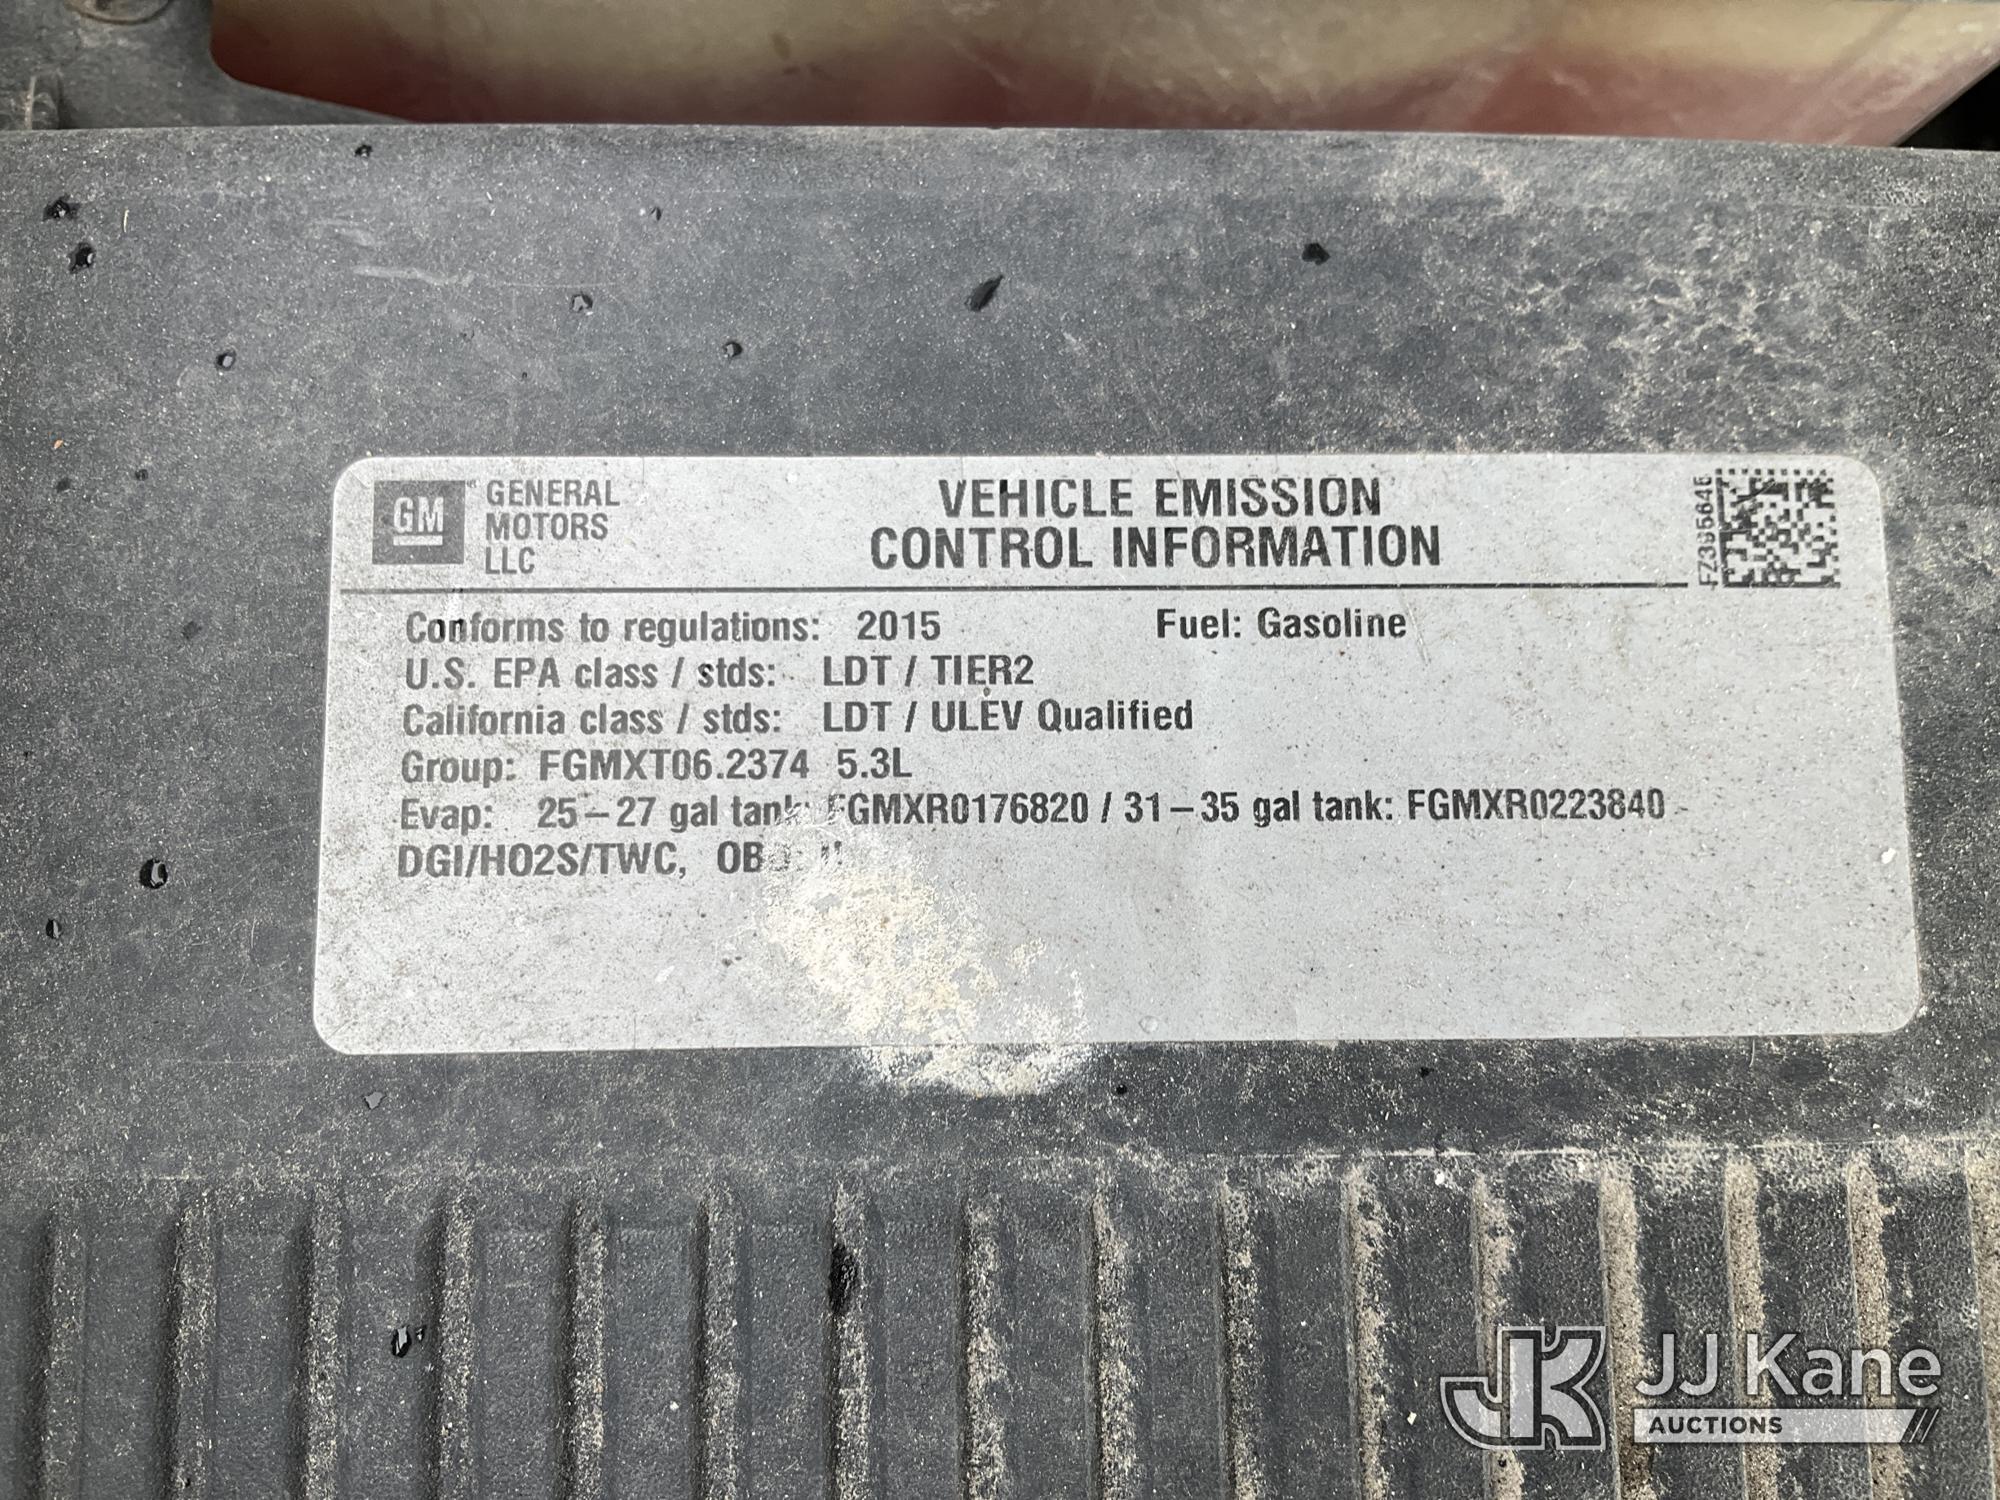 GM GENERAL
MOTORS
LLC
VEHICLE EMISSION
CONTROL INFORMATION
FZ395646
Conforms to regulations: 2015 Fuel: Gasoline
U.S. EPA class / stds: LDT / TIER2
California class / stds: LDT / ULEV Qualified
Group: FGMXT06.2374 5.3L
Evap: 25–27 gal tank: FGMXR0176820 / 31–35 gal tank: FGMXR0223840
DGI/HO2S/TWC,
JK JJ Kane
AUCTIONS